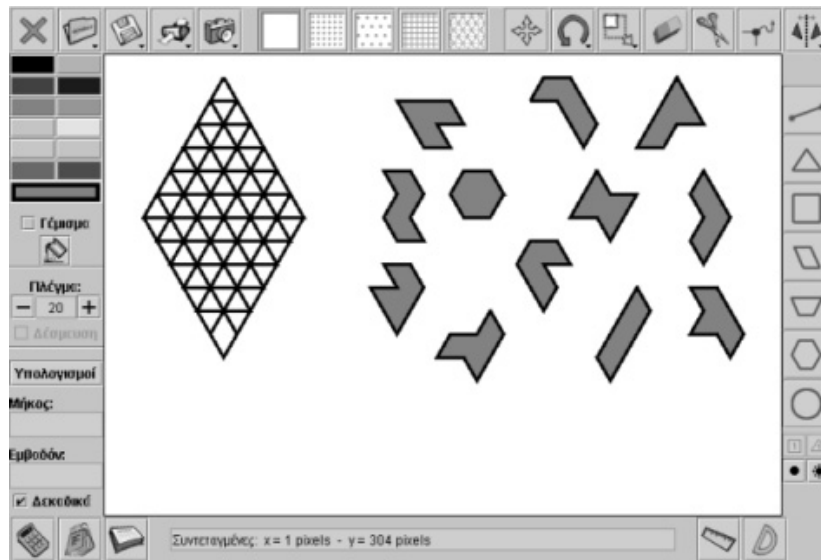 Γέμισμα
Πλέγμα:
20
Δέσμευση
Υπολογισμοί
Μήκος:
Εμβαδόν:
Δεκαδικά
Συντεταγμένες: x = 1 pixels - y = 304 pixels